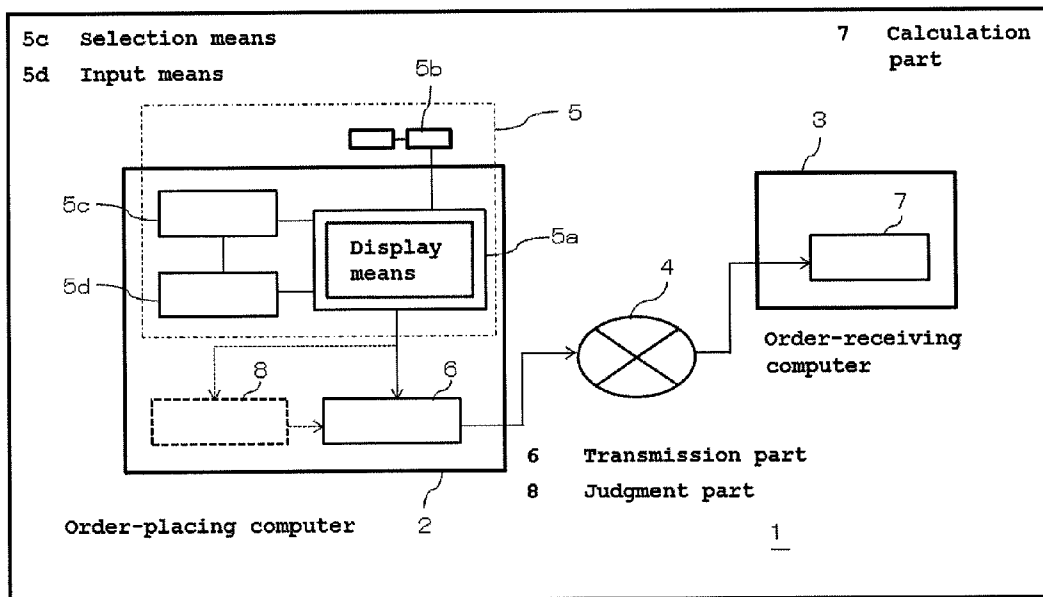 5c Selection means
5d Input means
7 Calculation
part
5b
5
3
5c
7
Display
means
5a
5d
4
Order-receiving
computer
8
6
6 Transmission part
8 Judgment part
Order-placing computer
2
1